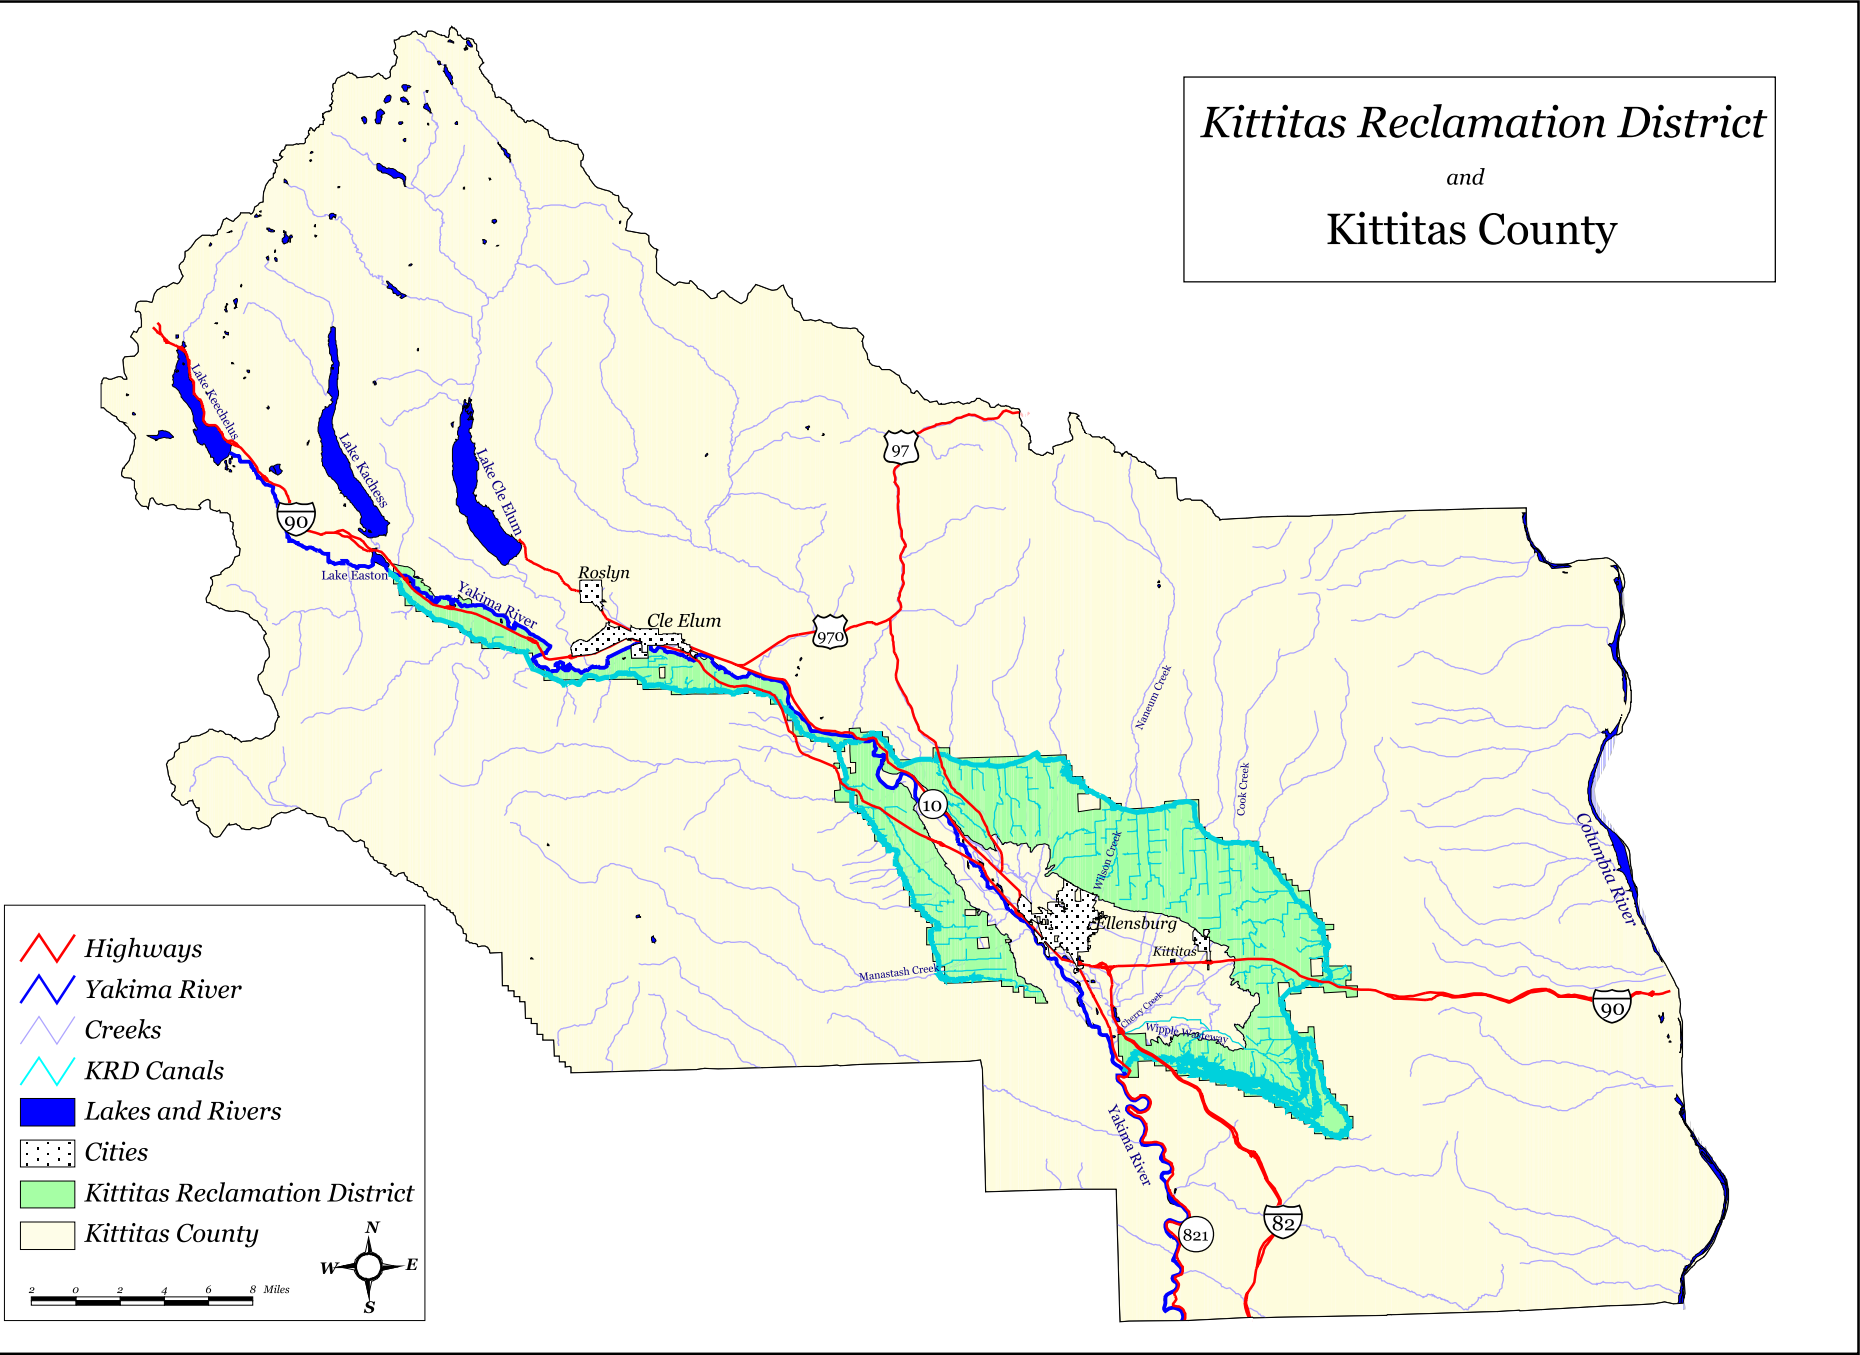 Kittitas Reclamation District
and
Kittitas County
97
Lake Keechelus
Lake Kachess
Lake Cle Elum
90
Lake Easton
Roslyn
Yakima River
Cle Elum
970
Naneum Creek
Cook Creek
10
Columbia River
Wilson Creek
Ellensburg
Kittitas
Manastash Creek
Cherry Creek
Wipple Wasteway
90
Yakima River
821
82
Highways
Yakima River
Creeks
KRD Canals
Lakes and Rivers
Cities
Kittitas Reclamation District
Kittitas County
N
W E
S
2 0 2 4 6 8 Miles